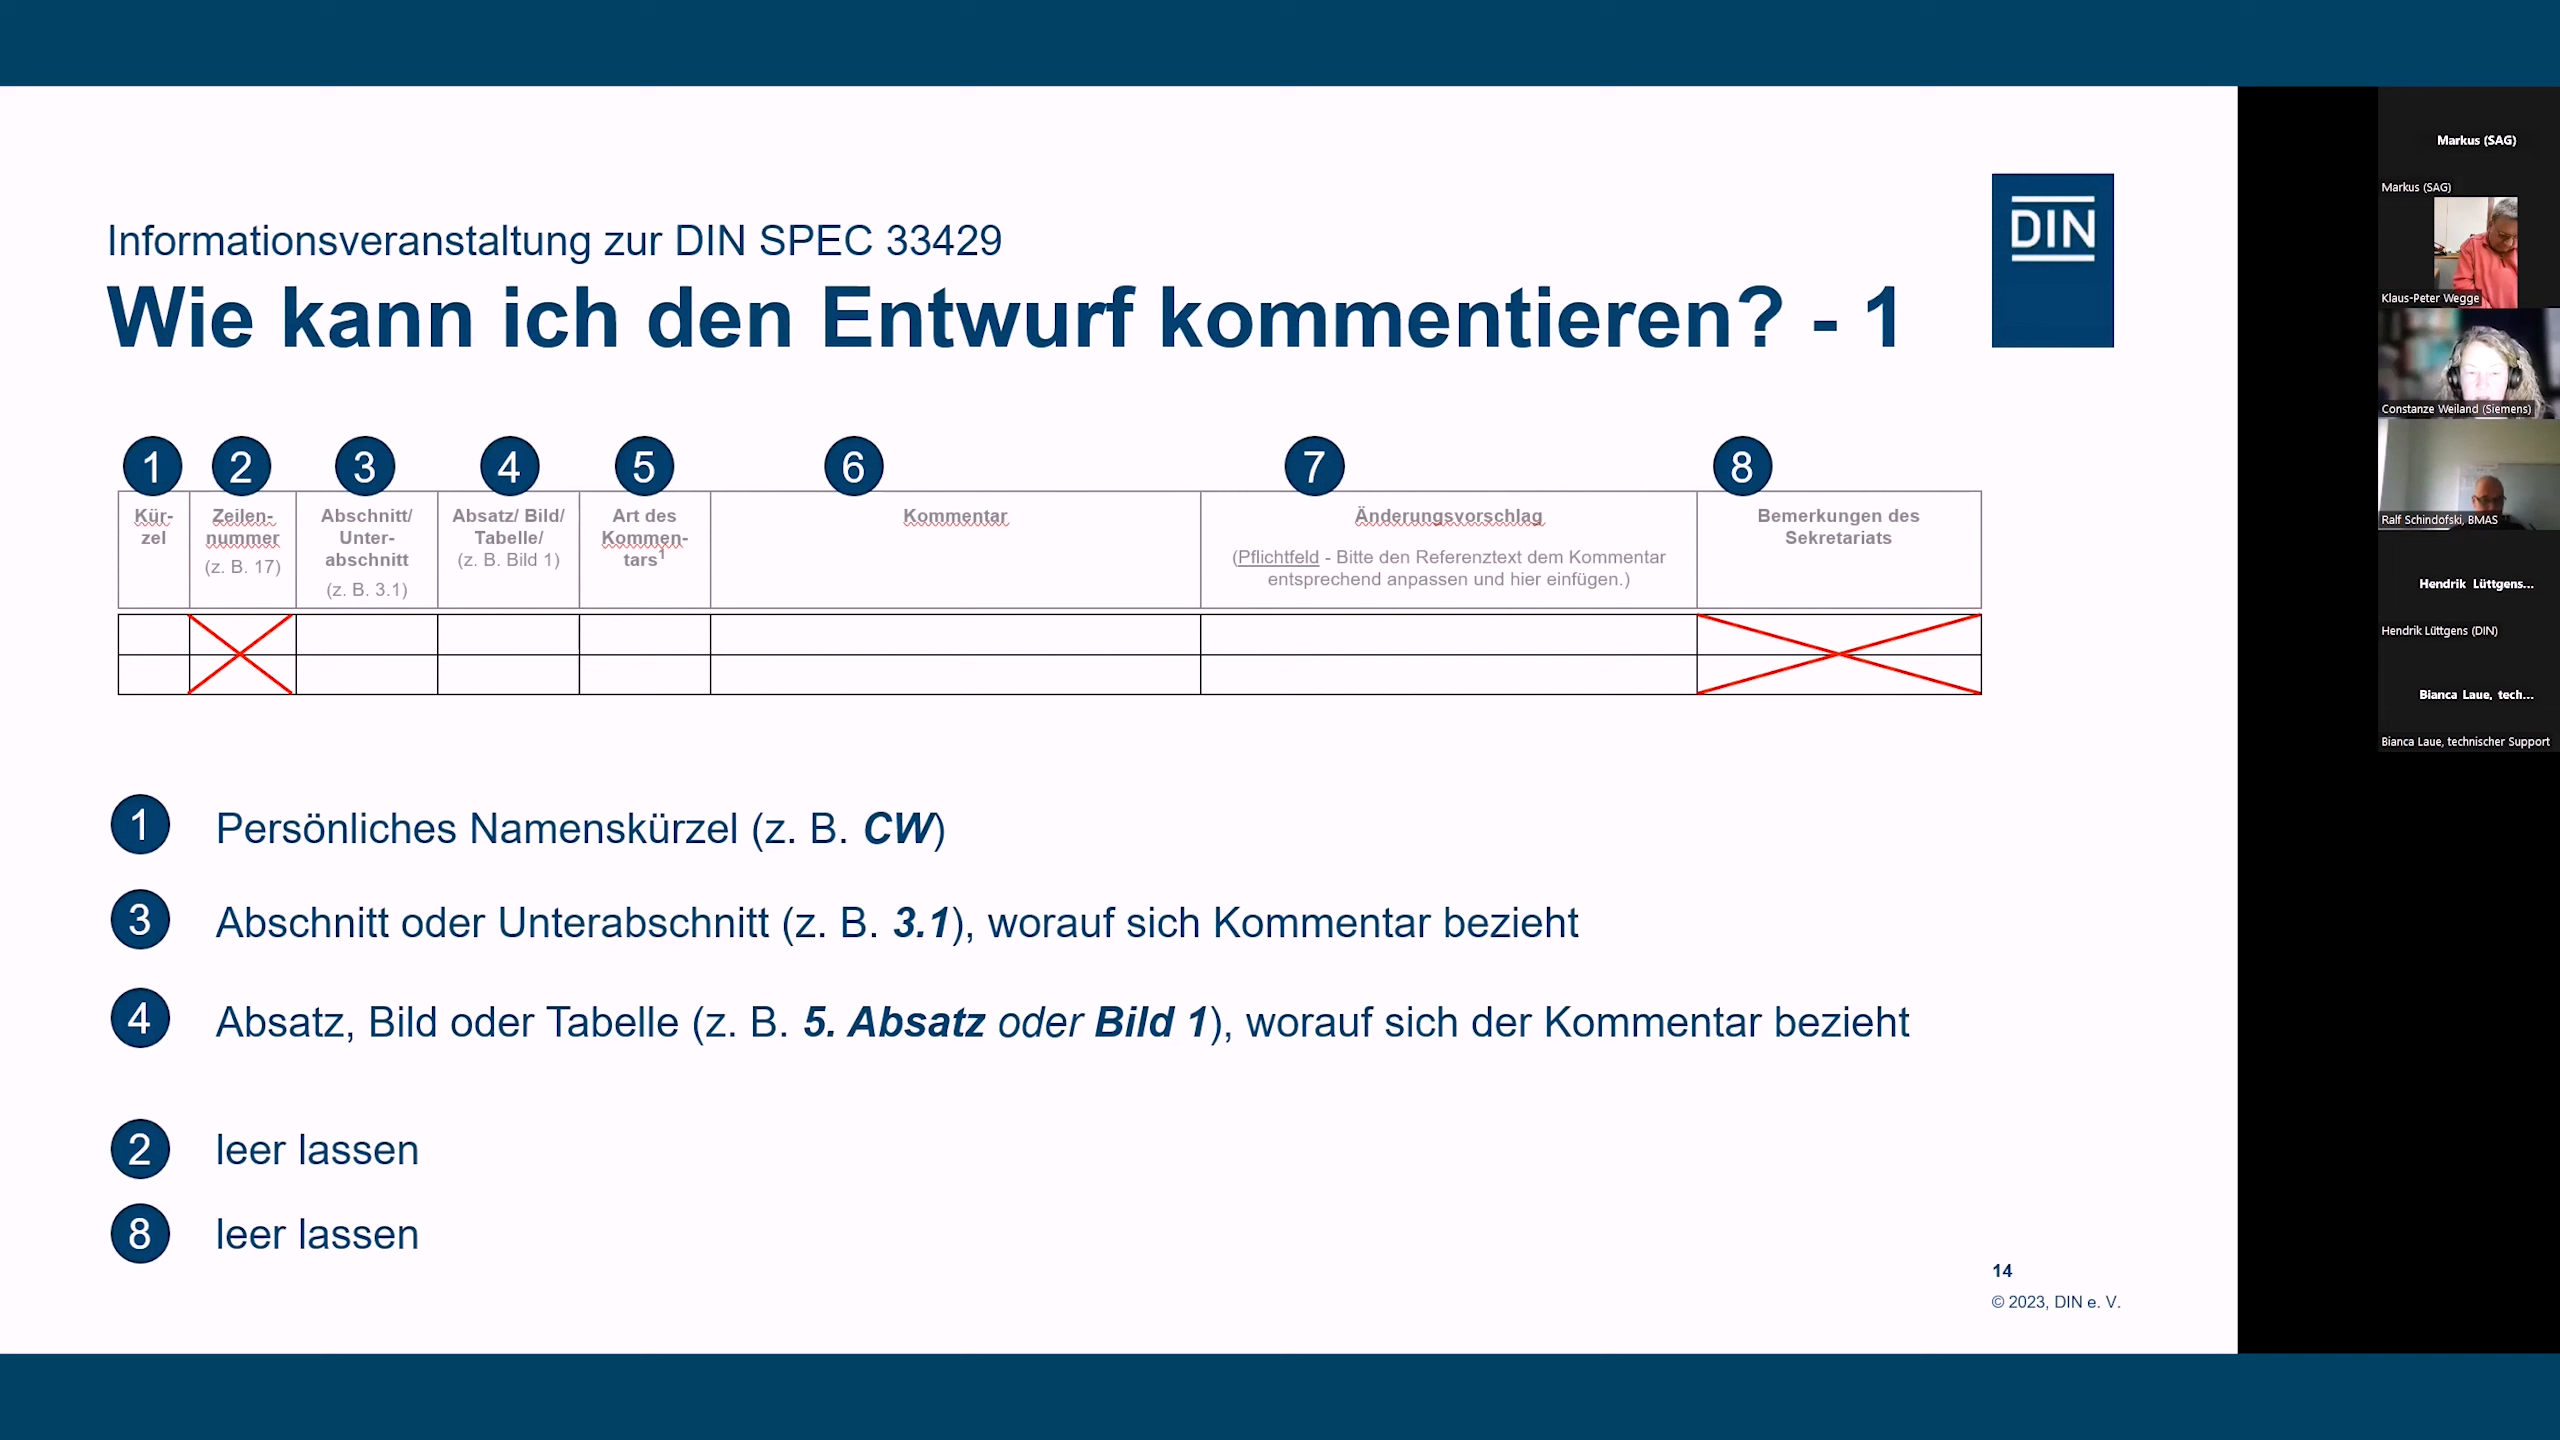 Informationsveranstaltung zur DIN SPEC 33429
Wie kann ich den Entwurf kommentieren? - 1
DIN
1 2 3 4 5 6 7 8
Kür-
zel
Zeilen-
nummer
(z. B. 17)
Abschnitt/
Unter-
abschnitt
(z. B. 3.1)
Absatz/ Bild/
Tabelle/
(z. B. Bild 1)
Art des
Kommen-
tars¹
Kommentar
Änderungsvorschlag
(Pflichtfeld - Bitte den Referenztext dem Kommentar
entsprechend anpassen und hier einfügen.)
Bemerkungen des
Sekretariats
1 Persönliches Namenskürzel (z. B. CW)
3 Abschnitt oder Unterabschnitt (z. B. 3.1), worauf sich Kommentar bezieht
4 Absatz, Bild oder Tabelle (z. B. 5. Absatz oder Bild 1), worauf sich der Kommentar bezieht
2 leer lassen
8 leer lassen
14
© 2023, DIN e. V.
Markus (SAG)
Markus (SAG)
Klaus-Peter Wegge
Constanze Weiland (Siemens)
Ralf Schindofski, BMAS
Hendrik Lüttgens...
Hendrik Lüttgens (DIN)
Bianca Laue, tech...
Bianca Laue, technischer Support